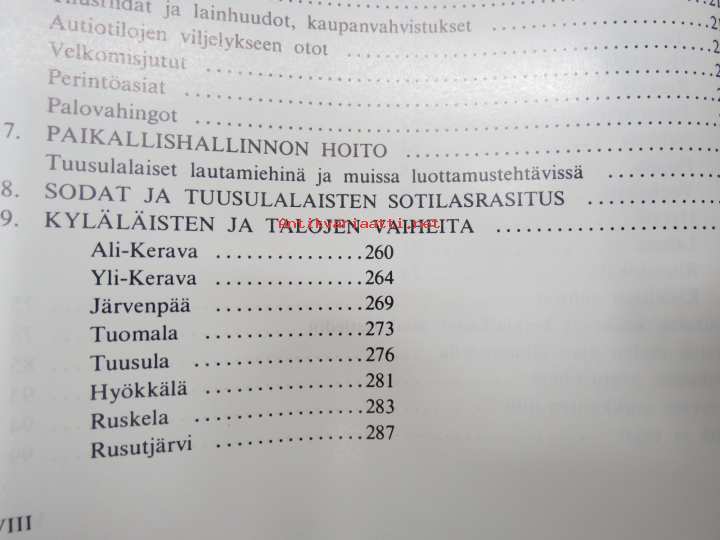 ja lainhuudot, kaupanvahvistukset
Autiotilojen viljelykseen otot
Velkomisjutut
Perintöasiat
Palovahingot
7. PAIKALLISHALLINNON HOITO
Tuusulalaiset lautamiehinä ja muissa luottamustehtävissä
8. SODAT JA TUUSULALAISTEN SOTILASRASITUS
9. KYLÄLÄISTEN JA TALOJEN VAIHEITA
Antikvariaatti.net
Ali-Kerava ............... 260
Yli-Kerava ............... 264
Järvenpää ............... 269
Tuomala ................ 273
Tuusula ................. 276
Hyökkälä ................ 281
Ruskela ................. 283
Rusutjärvi ............... 287
VIII